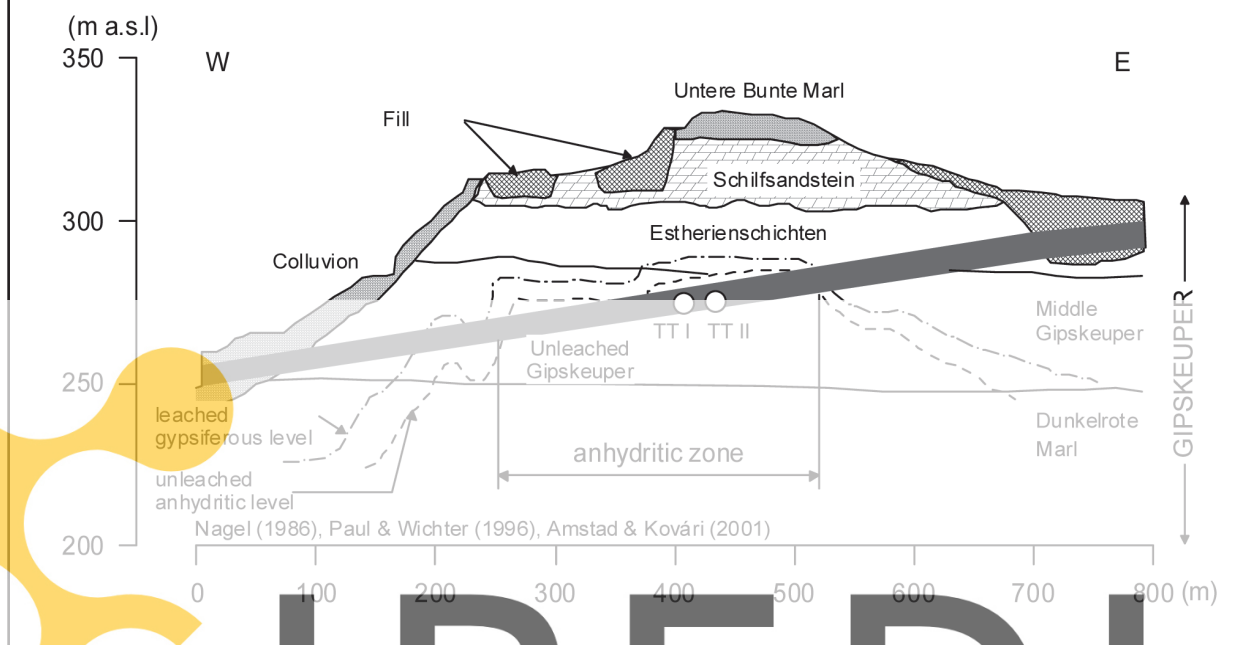 (m a.s.l)
350
W
E
Untere Bunte Marl
Fill
Schilfsandstein
300
Estherienschichten
Colluvion
Middle
Gipskeuper
TT I
TT II
Unleached
Gipskeuper
250
leached
gypsiferous level
Dunkelrote
Marl
GIPSKEUPER
anhydritic zone
unleached
anhydritic level
Nagel (1986), Paul & Wichter (1996), Amstad & Kovári (2001)
200
0 100 200 300 400 500 600 700 800 (m)